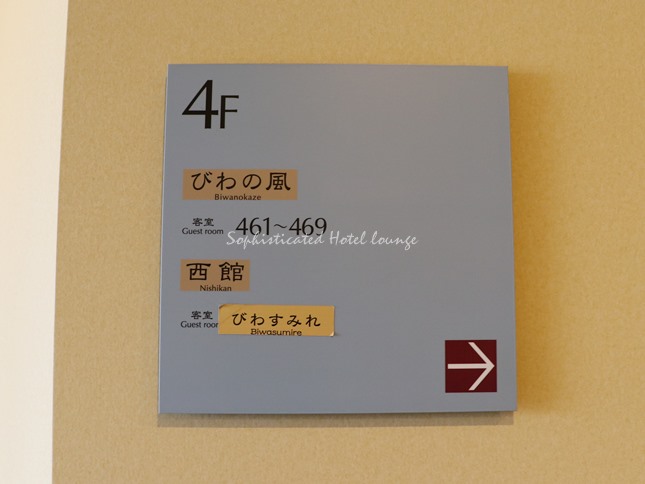 4F
びわの風
Biwanokaze
客室 461~469
Guest room
Sophisticated Hotel lounge
西館
Nishikan
客室 びわすみれ
Guest room Biwasumire